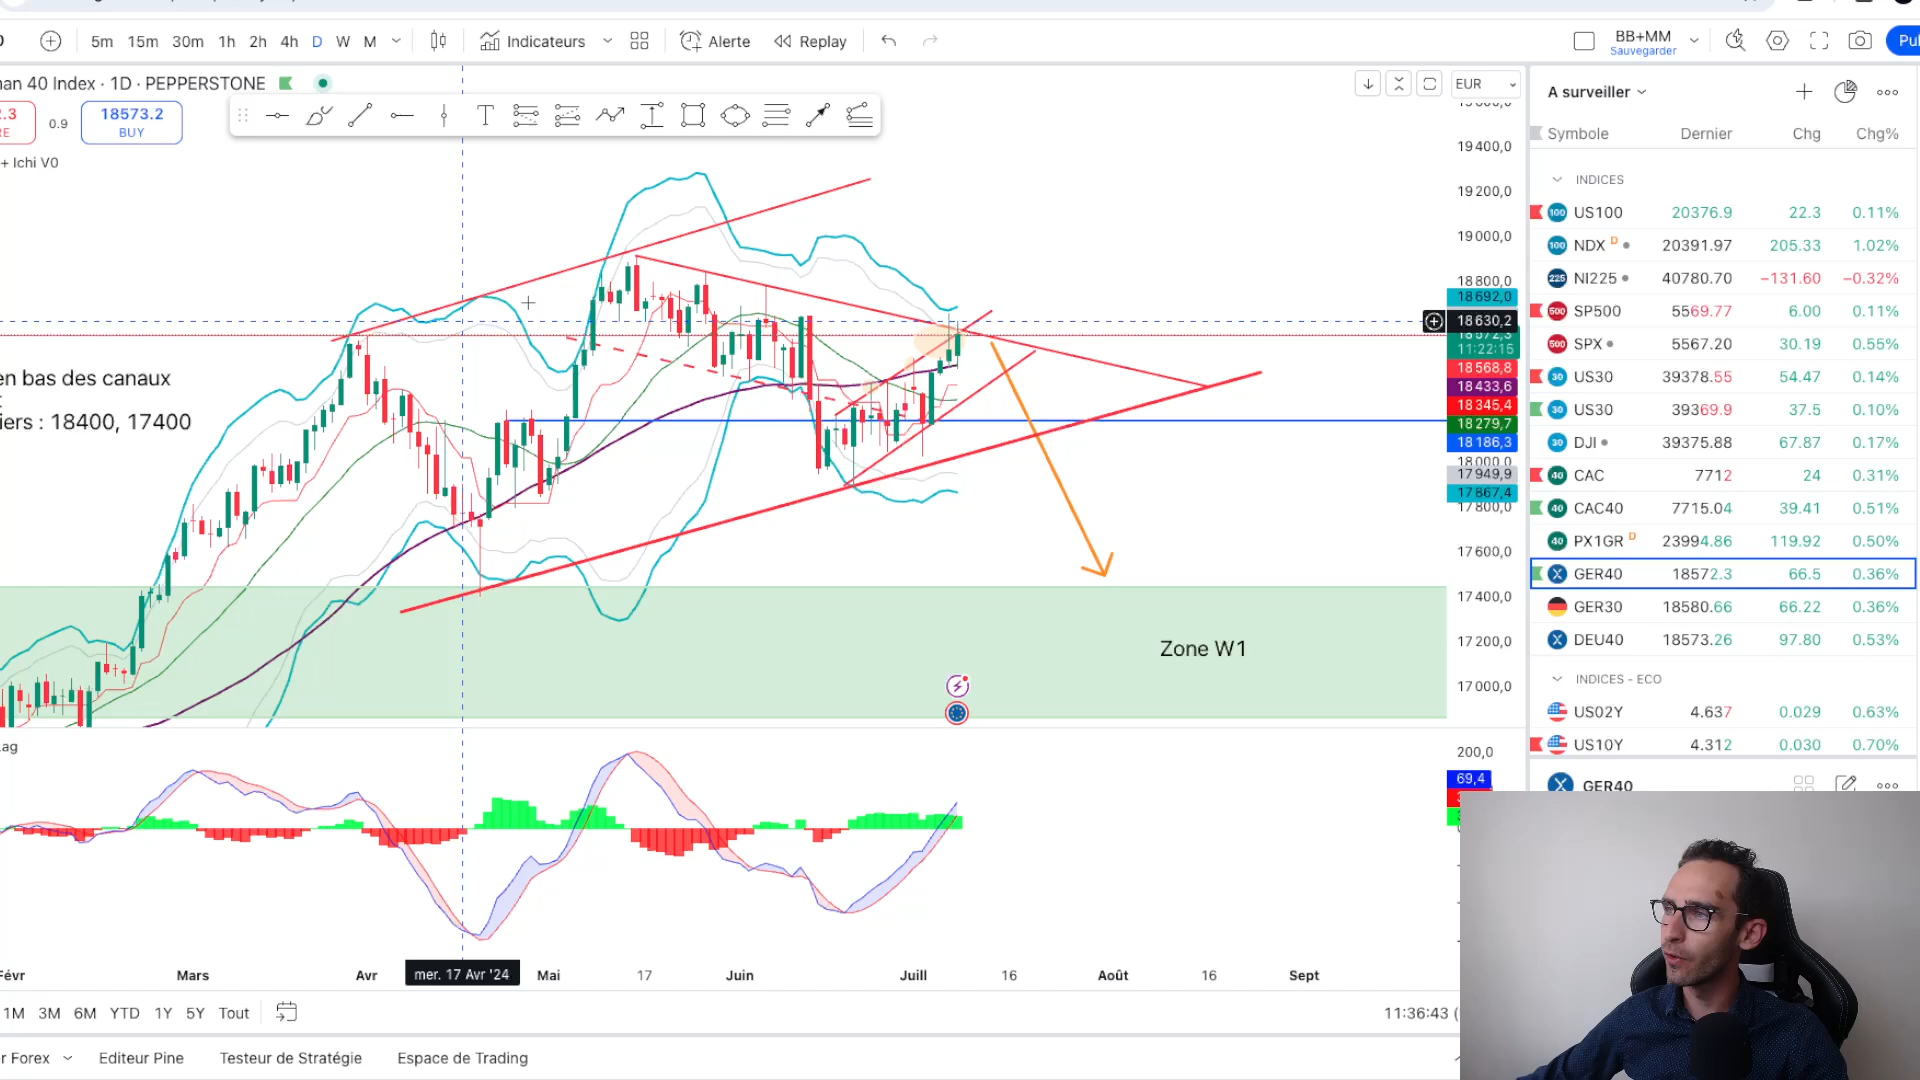 5m 15m 30m 1h 2h 4h D W M Indicateurs Alerte Replay BB+MM
Sauvegarder
40 Index · 1D · PEPPERSTONE
EUR
A surveiller
18573.2
BUY
0.9
+ Ichi V0
Symbole Dernier Chg Chg%
INDICES
US100 20376.9 22.3 0.11%
NDX D 20391.97 205.33 1.02%
NI225 40780.70 −131.60 −0.32%
SP500 5569.77 6.00 0.11%
SPX 5567.20 30.19 0.55%
US30 39378.55 54.47 0.14%
US30 39369.9 37.5 0.10%
DJI 39375.88 67.87 0.17%
CAC 7712 24 0.31%
CAC40 7715.04 39.41 0.51%
PX1GR D 23994.86 119.92 0.50%
GER40 18572.3 66.5 0.36%
GER30 18580.66 66.22 0.36%
DEU40 18573.26 97.80 0.53%
INDICES - ECO
US02Y 4.637 0.029 0.63%
US10Y 4.312 0.030 0.70%
GER40
en bas des canaux
: 18400, 17400
19 400,0
19 200,0
19 000,0
18 800,0
18 692,0
18 630,2
11:22:15
18 568,8
18 433,6
18 345,4
18 279,7
18 186,3
18 000,0
17 949,9
17 867,4
17 800,0
17 600,0
17 400,0
17 200,0
17 000,0
Zone W1
200,0
69,4
Mars Avr mer. 17 Avr '24 Mai 17 Juin Juill 16 Août 16 Sept
1M 3M 6M YTD 1Y 5Y Tout
11:36:43
Forex Editeur Pine Testeur de Stratégie Espace de Trading